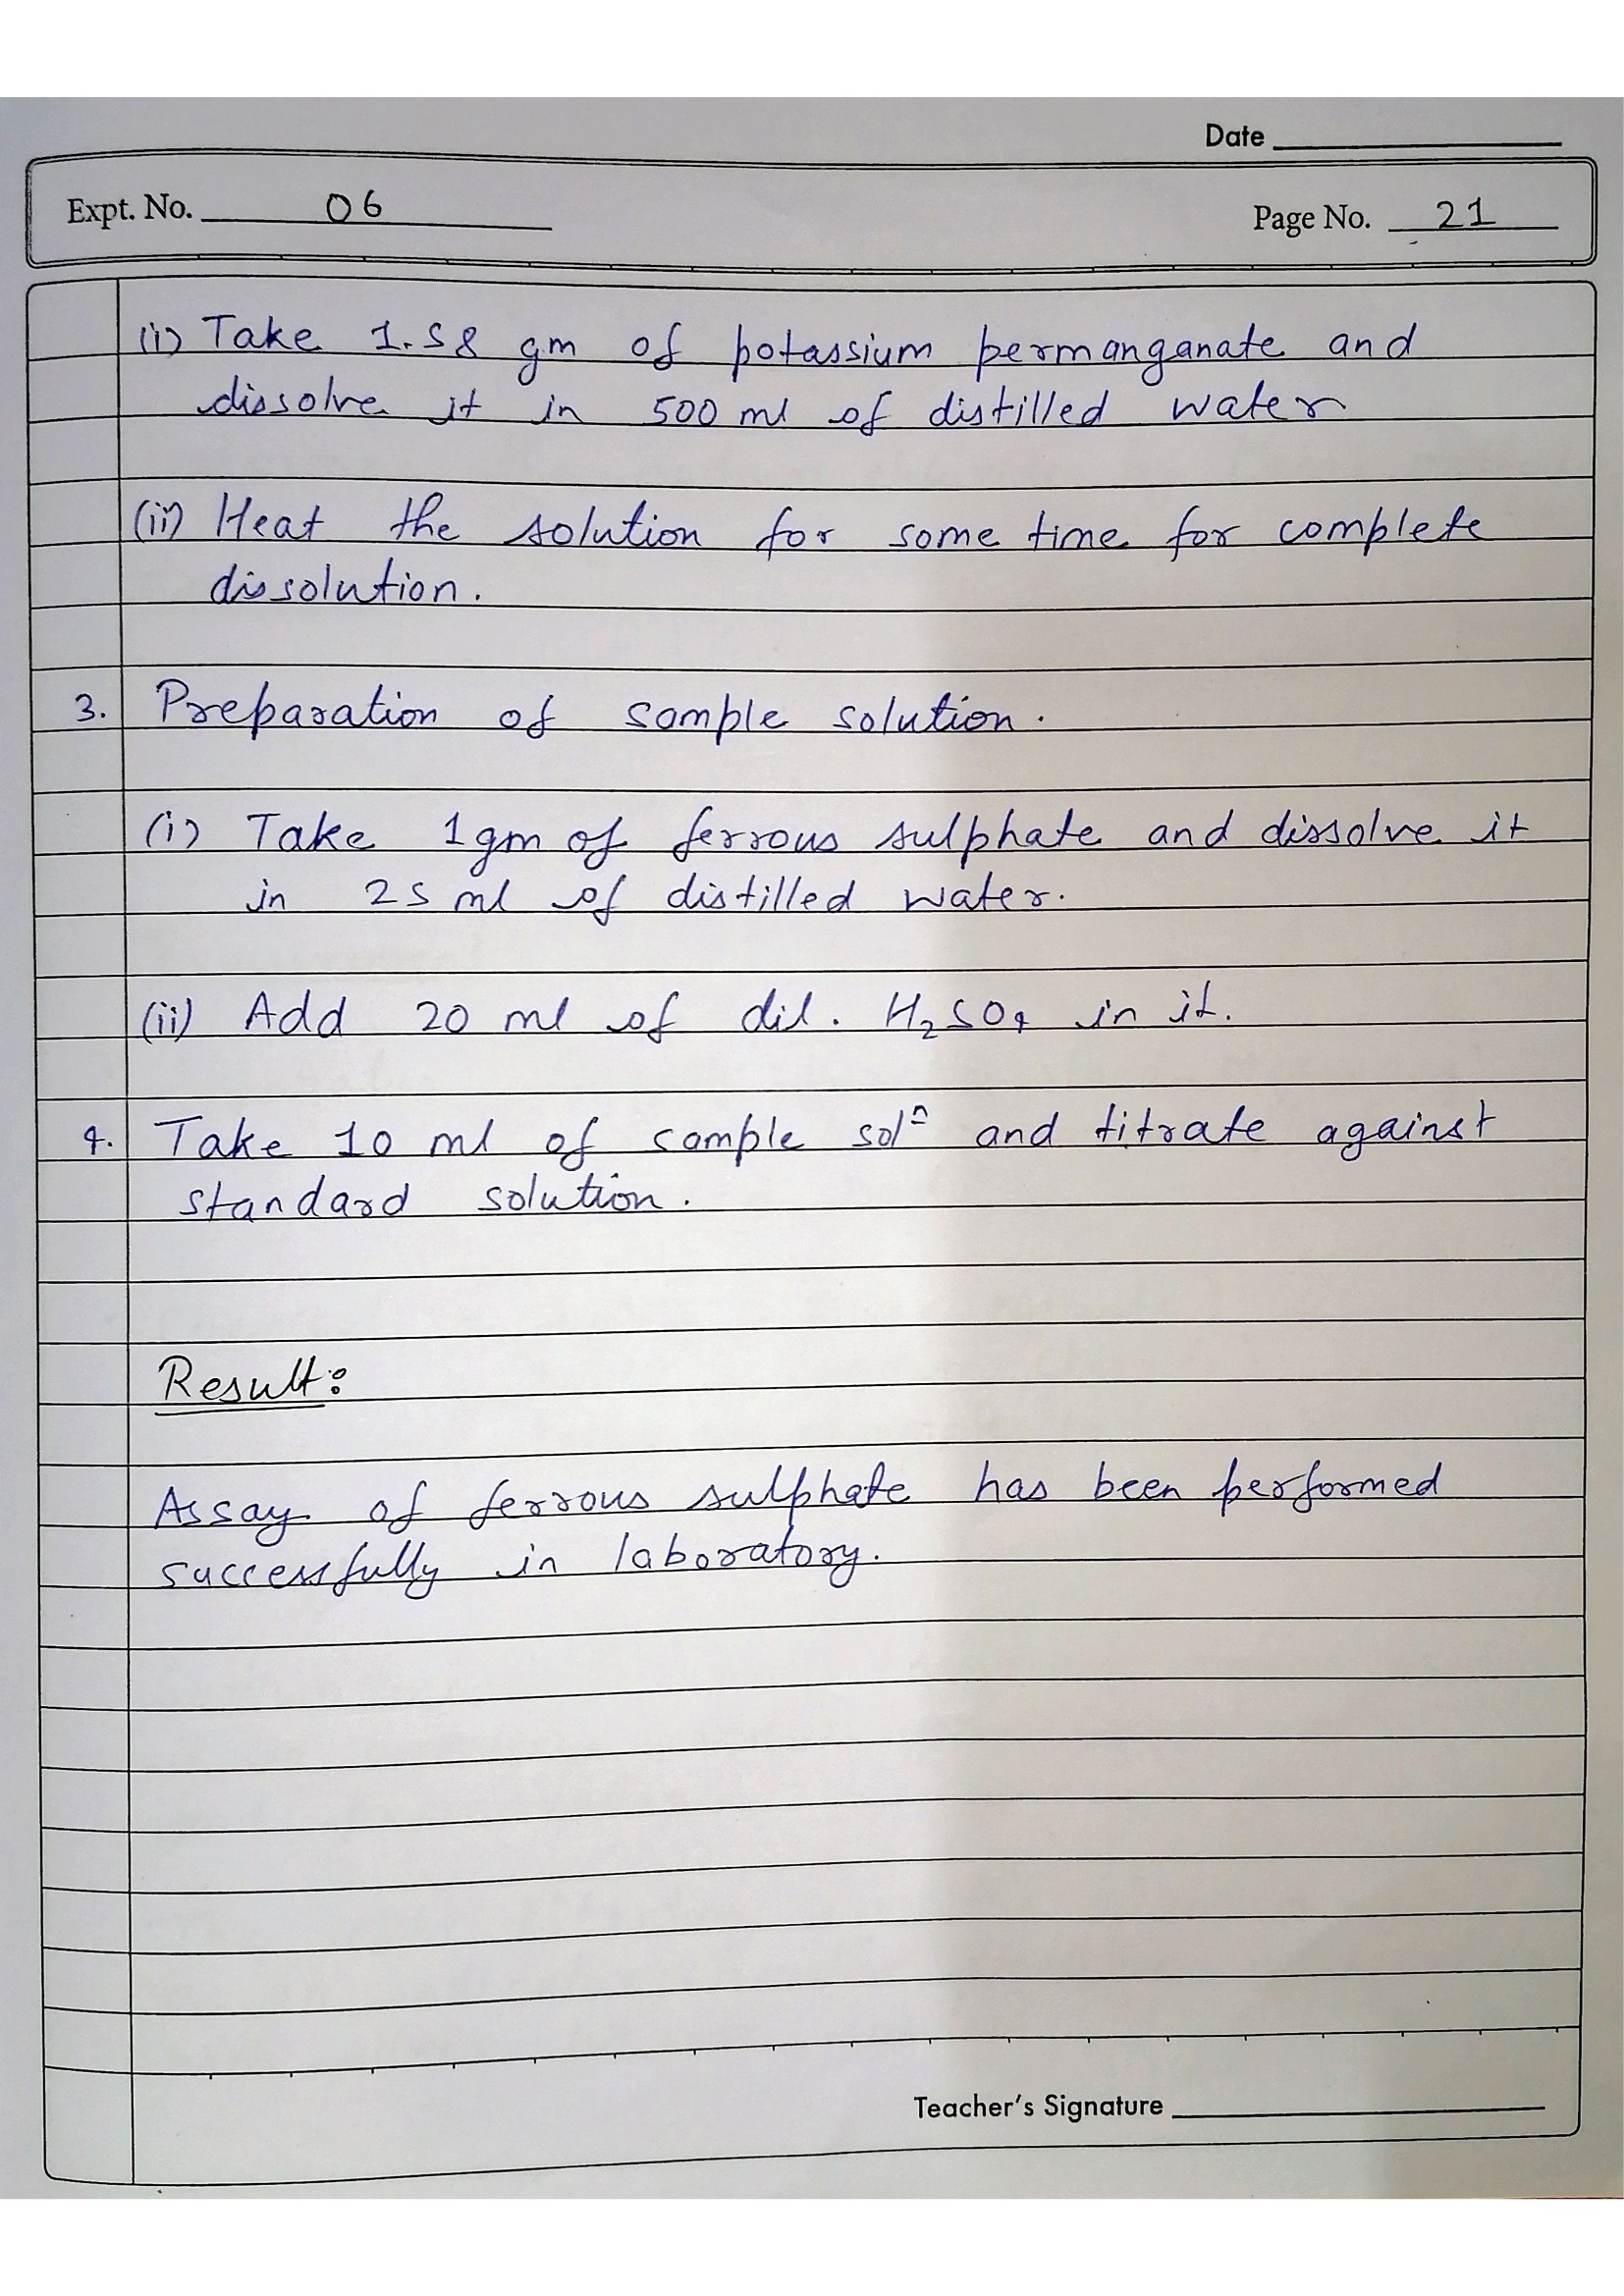 Date
Expt. No. 06
Page No. 21
(i) Take 1.58 gm of potassium permanganate and
dissolve it in 500 ml of distilled water
(ii) Heat the solution for some time for complete
dissolution.
3. Preparation of sample solution.
(i) Take 1gm of ferrous sulphate and dissolve it
in 25 ml of distilled water.
(ii) Add 20 ml of dil. H₂SO₄ in it.
4. Take 10 ml of sample solⁿ and titrate against
standard solution.
Result:
Assay of ferrous sulphate has been performed
successfully in laboratory.
Teacher's Signature